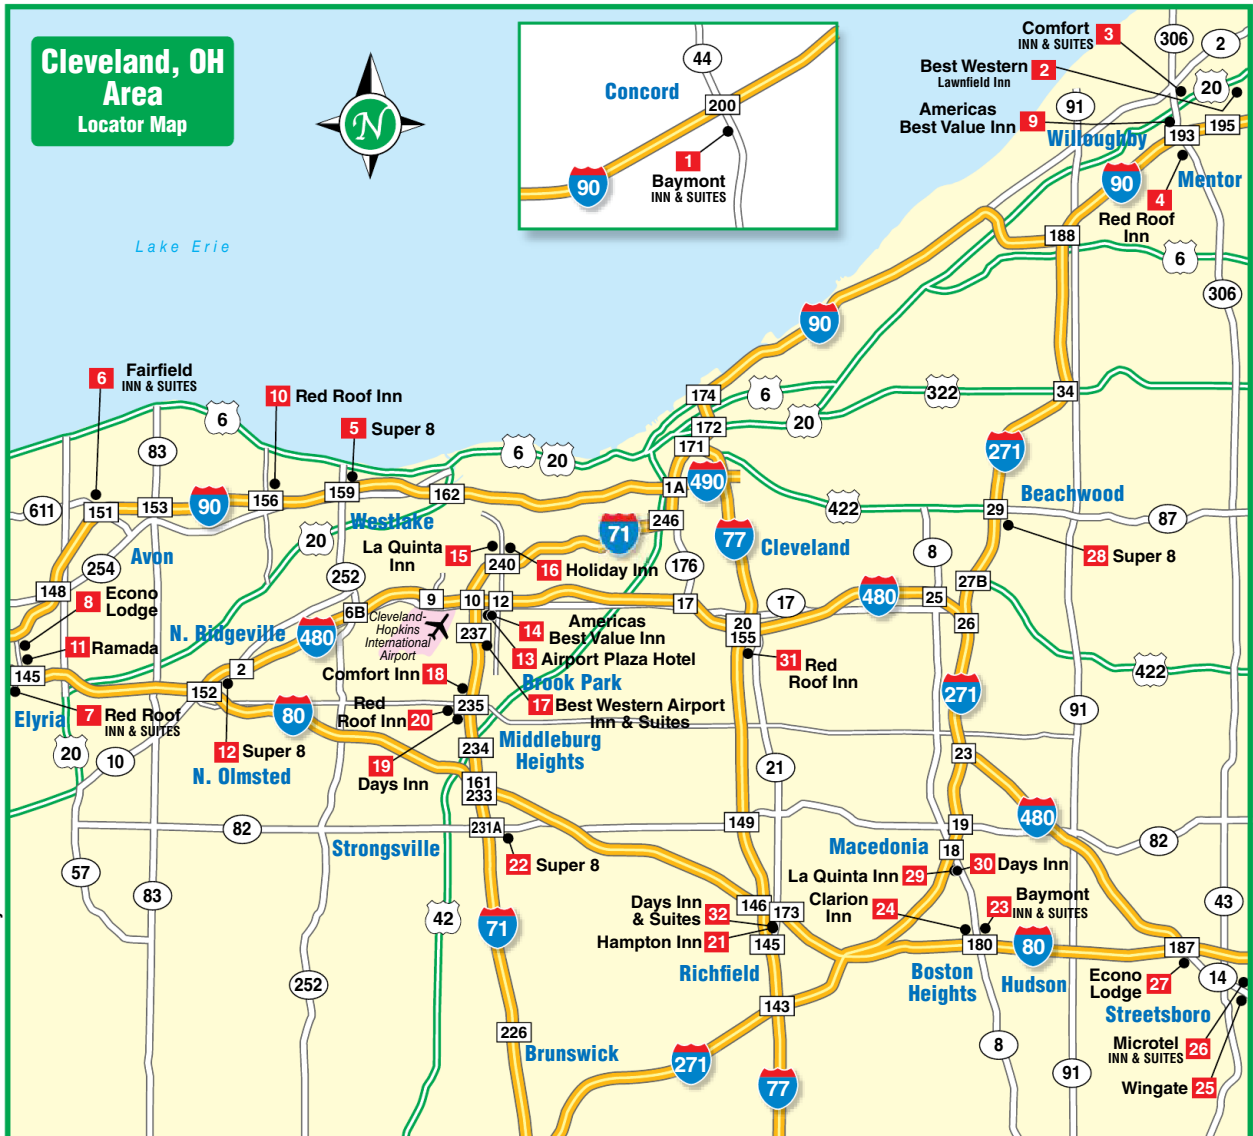 Cleveland, OH
Area
Locator Map
N
Lake Erie
44
Concord
200
1
Baymont
INN & SUITES
90
Comfort
INN & SUITES 3
306
2
Best Western 2
Lawnfield Inn
20
91
Americas
Best Value Inn 9
Willoughby
193
195
90
Mentor
4
Red Roof
Inn
188
6
306
90
6
Fairfield
INN & SUITES
10 Red Roof Inn
5 Super 8
6
83
6
20
174
6
322
34
172
20
171
271
611
151
153
90
156
159
162
1A
490
422
Beachwood
29
87
Westlake
246
71
77
Cleveland
8
28 Super 8
20
Avon
La Quinta
Inn
15
240
16 Holiday Inn
176
254
148
252
27B
8 Econo
Lodge
6B
9
10
12
17
17
480
25
N. Ridgeville
480
Cleveland-
Hopkins
International
Airport
237
14 Americas
Best Value Inn
20
155
26
11 Ramada
13 Airport Plaza Hotel
31 Red
Roof Inn
422
145
2
152
Comfort Inn 18
Brook Park
271
Elyria
7 Red Roof
INN & SUITES
80
Red
Roof Inn 20
235
17 Best Western Airport
Inn & Suites
91
20
10
12 Super 8
N. Olmsted
234
Middleburg
Heights
23
19
Days Inn
161
233
21
82
231A
149
19
480
82
Strongsville
22 Super 8
Macedonia
18
57
La Quinta Inn 29
30 Days Inn
83
42
71
Days Inn
& Suites 32
146
173
Clarion
Inn
24
23 Baymont
INN & SUITES
43
Hampton Inn 21
145
180
80
187
252
Richfield
Boston
Heights
Hudson
Econo
Lodge 27
14
143
Streetsboro
226
Brunswick
8
Microtel
INN & SUITES 26
271
77
91
Wingate 25